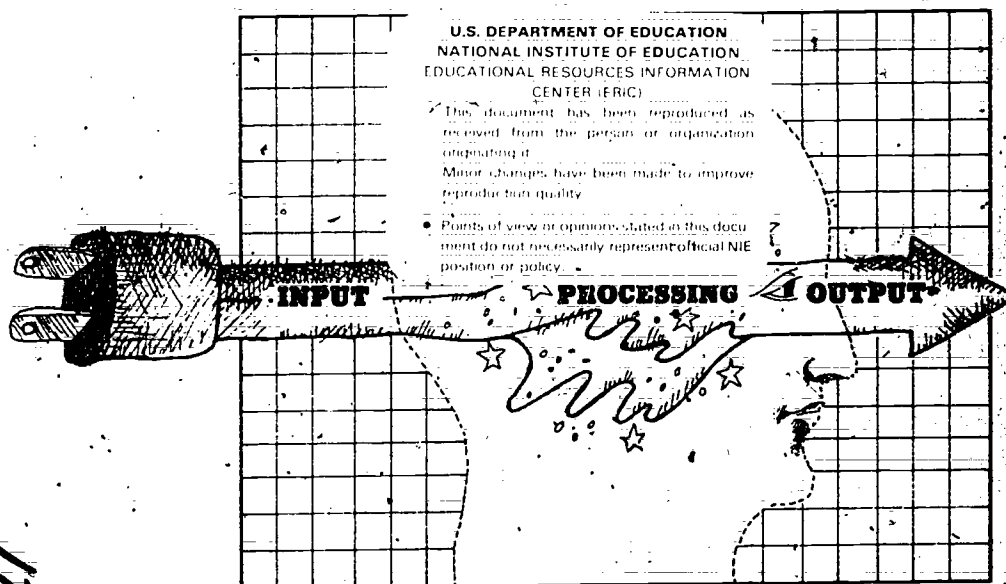 U.S. DEPARTMENT OF EDUCATION
NATIONAL INSTITUTE OF EDUCATION
EDUCATIONAL RESOURCES INFORMATION
CENTER (ERIC)
This document has been reproduced as
received from the person or organization
originating it
Minor changes have been made to improve
reproduction quality
● Points of view or opinions stated in this docu
ment do not necessarily represent official NIE
position or policy.
INPUT PROCESSING OUTPUT